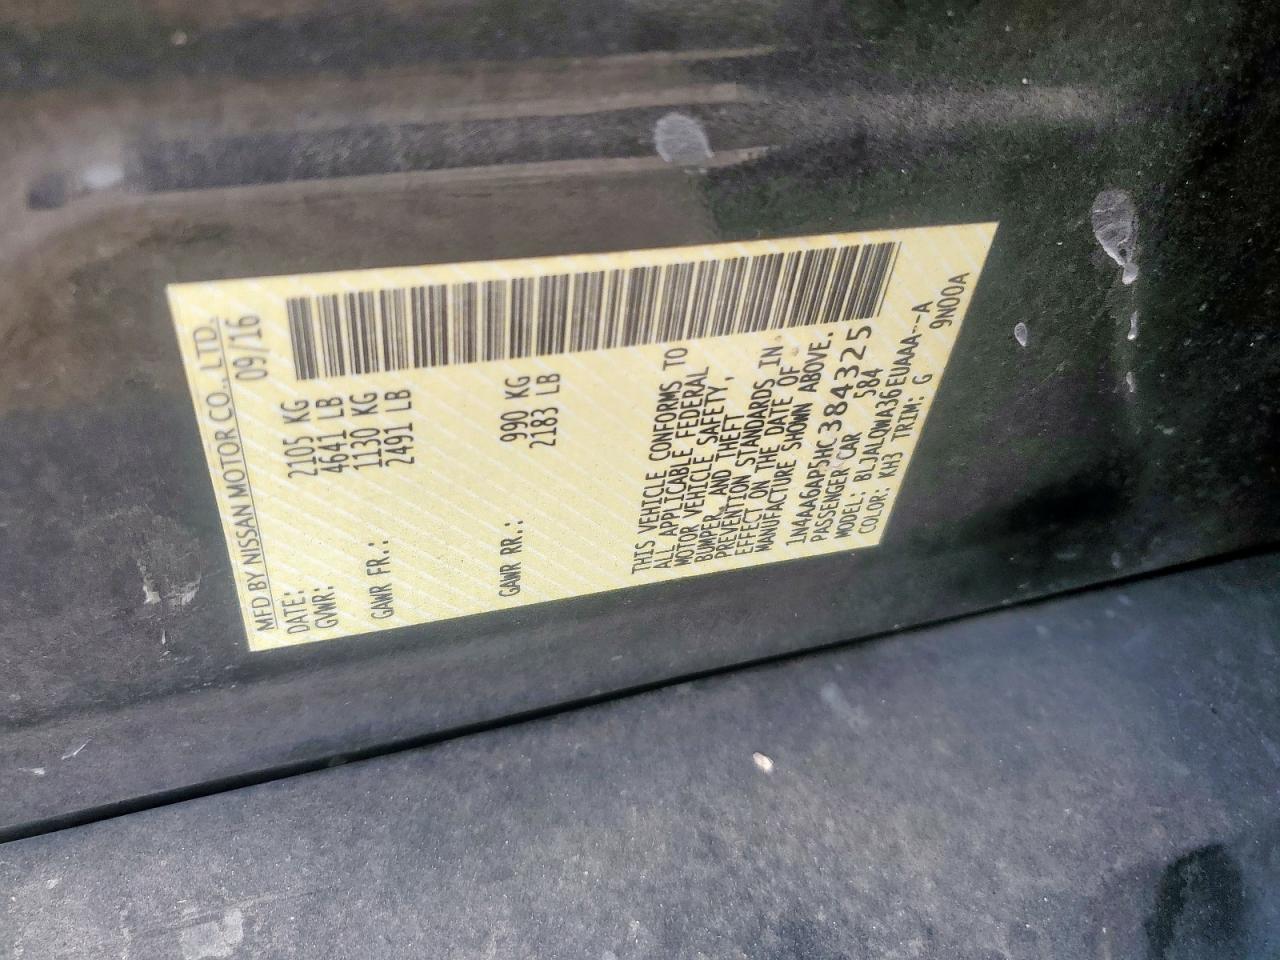 MFD BY NISSAN MOTOR CO., LTD.
DATE: 09/16
GVWR: 2105 KG
4641 LB
GAWR FR.: 1130 KG
2491 LB
GAWR RR.: 990 KG
2183 LB
THIS VEHICLE CONFORMS TO
ALL APPLICABLE FEDERAL
MOTOR VEHICLE SAFETY,
BUMPER, AND THEFT
PREVENTION STANDARDS IN
EFFECT ON THE DATE OF
MANUFACTURE SHOWN ABOVE.
1N4AA6AP5HC384325
PASSENGER CAR 584
MODEL: BLJALQWA36EUAAA--A
COLOR: KH3 TRIM: G 9N00A